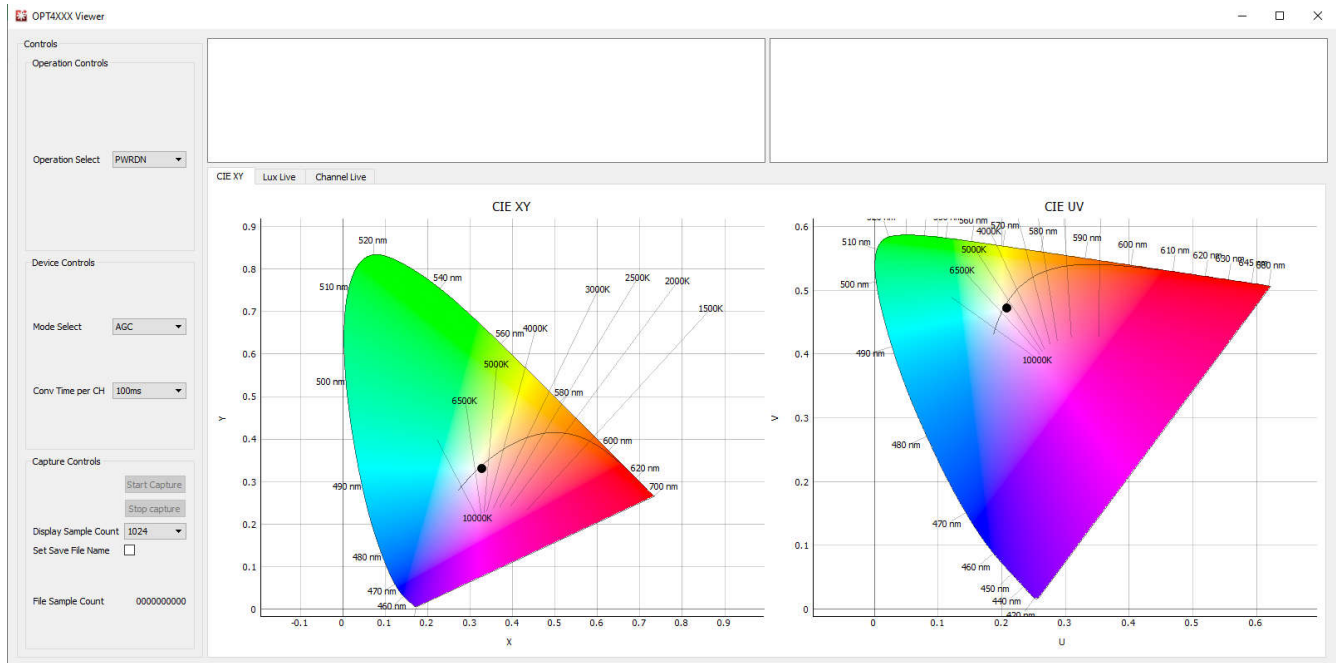 OPT4XXX Viewer
Controls
Operation Controls
Operation Select PWRDN
Device Controls
Mode Select AGC
Conv Time per CH 100ms
Capture Controls
Start Capture
Stop capture
Display Sample Count 1024
Set Save File Name
File Sample Count 0000000000
CIE XY Lux Live Channel Live
CIE XY
0.9
0.8
0.7
0.6
0.5
0.4
0.3
0.2
0.1
0
Y
-0.1 0 0.1 0.2 0.3 0.4 0.5 0.6 0.7 0.8 0.9
X
520 nm
540 nm
510 nm
560 nm
500 nm
580 nm
600 nm
620 nm
700 nm
490 nm
480 nm
470 nm
460 nm
3000K
2500K
2000K
1500K
4000K
5000K
6500K
10000K
CIE UV
0.6
0.5
0.4
0.3
0.2
0.1
0
V
0 0.1 0.2 0.3 0.4 0.5 0.6
U
560 nm
570 nm
580 nm
590 nm
600 nm
610 nm
620 nm
630 nm
645 nm
680 nm
510 nm
500 nm
490 nm
480 nm
470 nm
460 nm
450 nm
440 nm
420 nm
4000K
5000K
6500K
10000K